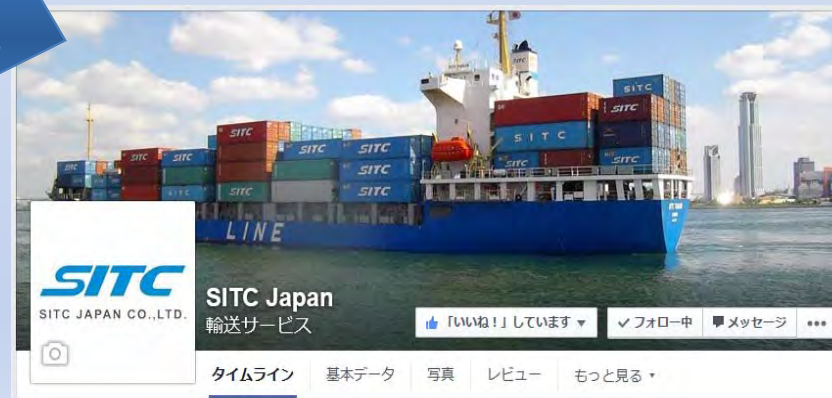 SITC
SITC
SITC
SITC
SITC
SITC
SITC
SITC
SITC
SITC
SITC
SITC
LINE
SITC
SITC JAPAN CO.,LTD.
SITC Japan
輸送サービス
「いいね！」しています
フォロー中
メッセージ
タイムライン 基本データ 写真 レビュー もっと見る